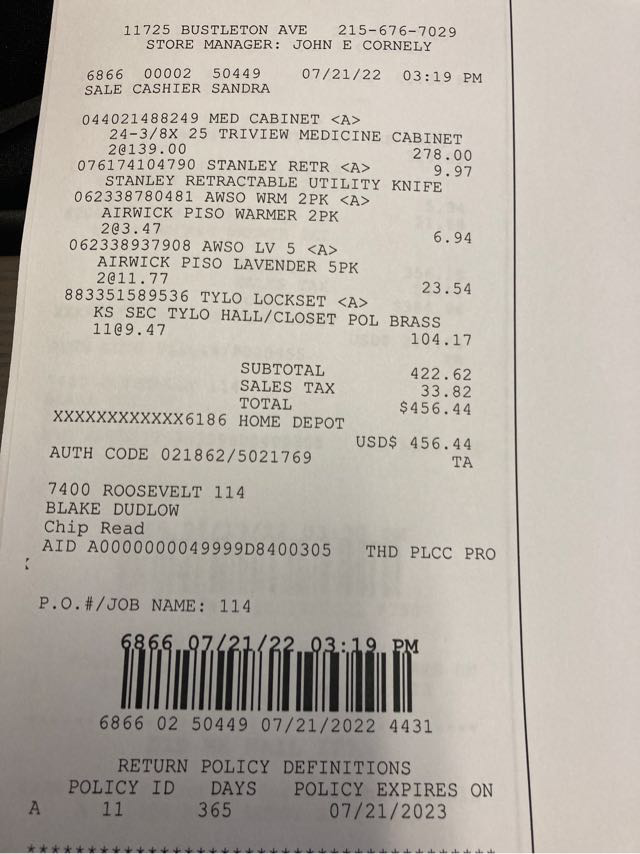 11725 BUSTLETON AVE 215-676-7029
STORE MANAGER: JOHN E CORNELY
6866 00002 50449 07/21/22 03:19 PM
SALE CASHIER SANDRA
044021488249 MED CABINET <A>
24-3/8X 25 TRIVIEW MEDICINE CABINET
2@139.00 278.00
076174104790 STANLEY RETR <A> 9.97
STANLEY RETRACTABLE UTILITY KNIFE
062338780481 AWSO WRM 2PK <A>
AIRWICK PISO WARMER 2PK
2@3.47 6.94
062338937908 AWSO LV 5 <A>
AIRWICK PISO LAVENDER 5PK
2@11.77 23.54
883351589536 TYLO LOCKSET <A>
KS SEC TYLO HALL/CLOSET POL BRASS
11@9.47 104.17
SUBTOTAL 422.62
SALES TAX 33.82
TOTAL $456.44
XXXXXXXXXXXX6186 HOME DEPOT
USD$ 456.44
AUTH CODE 021862/5021769 TA
7400 ROOSEVELT 114
BLAKE DUDLOW
Chip Read
AID A0000000049999D8400305 THD PLCC PRO
P.O.#/JOB NAME: 114
6866 07/21/22 03:19 PM
6866 02 50449 07/21/2022 4431
RETURN POLICY DEFINITIONS
POLICY ID DAYS POLICY EXPIRES ON
A 11 365 07/21/2023